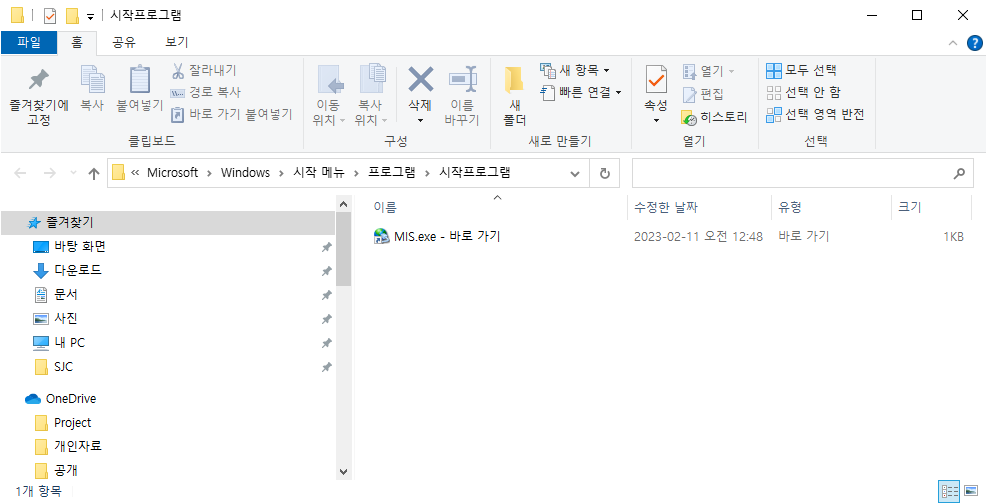 시작프로그램
파일 홈 공유 보기
즐겨찾기에 고정
복사
붙여넣기
잘라내기
경로 복사
바로 가기 붙여넣기
클립보드
이동 위치
복사 위치
삭제
이름 바꾸기
구성
새 폴더
새 항목
빠른 연결
새로 만들기
속성
열기
편집
히스토리
열기
모두 선택
선택 안 함
선택 영역 반전
선택
« Microsoft > Windows > 시작 메뉴 > 프로그램 > 시작프로그램
이름 수정한 날짜 유형 크기
MIS.exe - 바로 가기 2023-02-11 오전 12:48 바로 가기 1KB
즐겨찾기
바탕 화면
다운로드
문서
사진
내 PC
SJC
OneDrive
Project
개인자료
공개
1개 항목